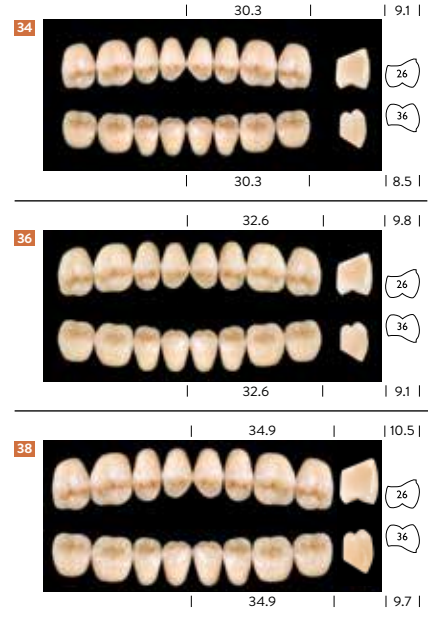 | 30.3 | | 9.1 |
34
26
36
| 30.3 | | 8.5 |
| 32.6 | | 9.8 |
36
26
36
| 32.6 | | 9.1 |
| 34.9 | | 10.5 |
38
26
36
| 34.9 | | 9.7 |